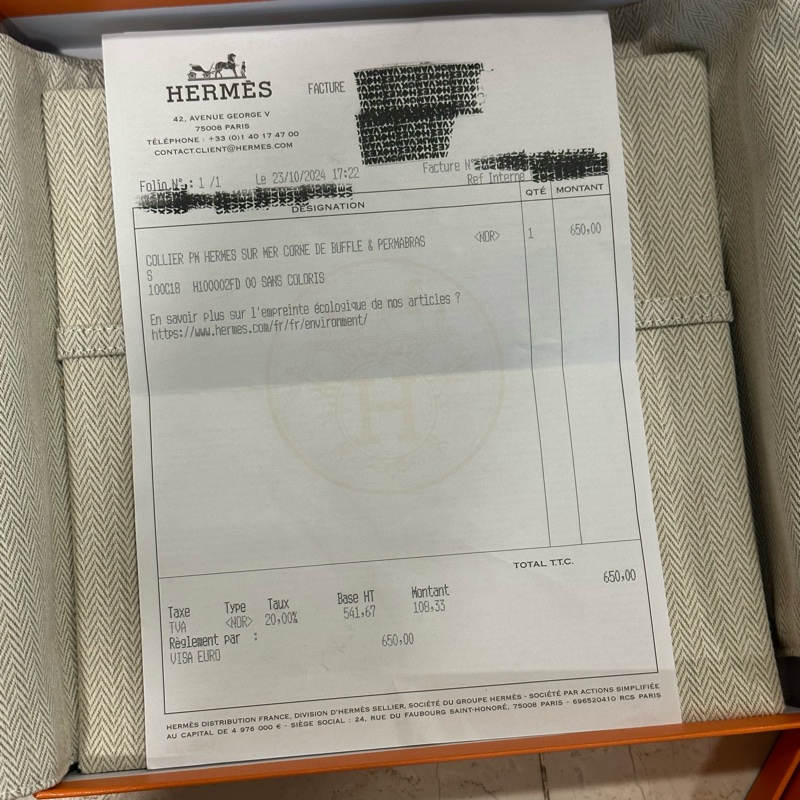 HERMÈS
42, AVENUE GEORGE V
75008 PARIS
TÉLÉPHONE : +33 (0)1 40 17 47 00
CONTACT.CLIENT@HERMES.COM
FACTURE
Folio N°: 1 /1 Le 23/10/2024 17:22
Facture N°
Ref Interne
DÉSIGNATION QTÉ MONTANT
COLLIER PM HERMES SUR MER CORNE DE BUFFLE & PERMABRAS <NOR> 1 650,00
S
100C18 H100002FD 00 SANS COLORIS
En savoir plus sur l'empreinte écologique de nos articles ?
https://www.hermes.com/fr/fr/environment/
H
TOTAL T.T.C.
650,00
Taxe Type Taux Base HT Montant
TVA <NOR> 20,00% 541,67 108,33
Règlement par :
VISA EURO 650,00
HERMÈS DISTRIBUTION FRANCE, DIVISION D'HERMÈS SELLIER, SOCIÉTÉ DU GROUPE HERMÈS - SOCIÉTÉ PAR ACTIONS SIMPLIFIÉE
AU CAPITAL DE 4 976 000 € - SIÈGE SOCIAL : 24, RUE DU FAUBOURG SAINT-HONORÉ, 75008 PARIS - 696520410 RCS PARIS